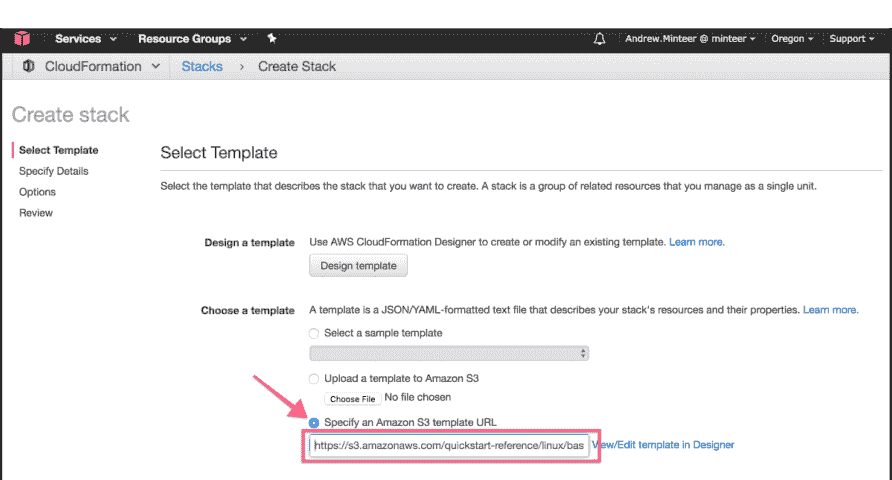 Services Resource Groups Andrew.Minteer @ minteer Oregon Support
CloudFormation Stacks > Create Stack
Create stack
Select Template
Specify Details
Options
Review
Select Template
Select the template that describes the stack that you want to create. A stack is a group of related resources that you manage as a single unit.
Design a template Use AWS CloudFormation Designer to create or modify an existing template. Learn more.
Design template
Choose a template A template is a JSON/YAML-formatted text file that describes your stack's resources and their properties. Learn more.
Select a sample template
Upload a template to Amazon S3
Choose File No file chosen
Specify an Amazon S3 template URL
https://s3.amazonaws.com/quickstart-reference/linux/bas View/Edit template in Designer